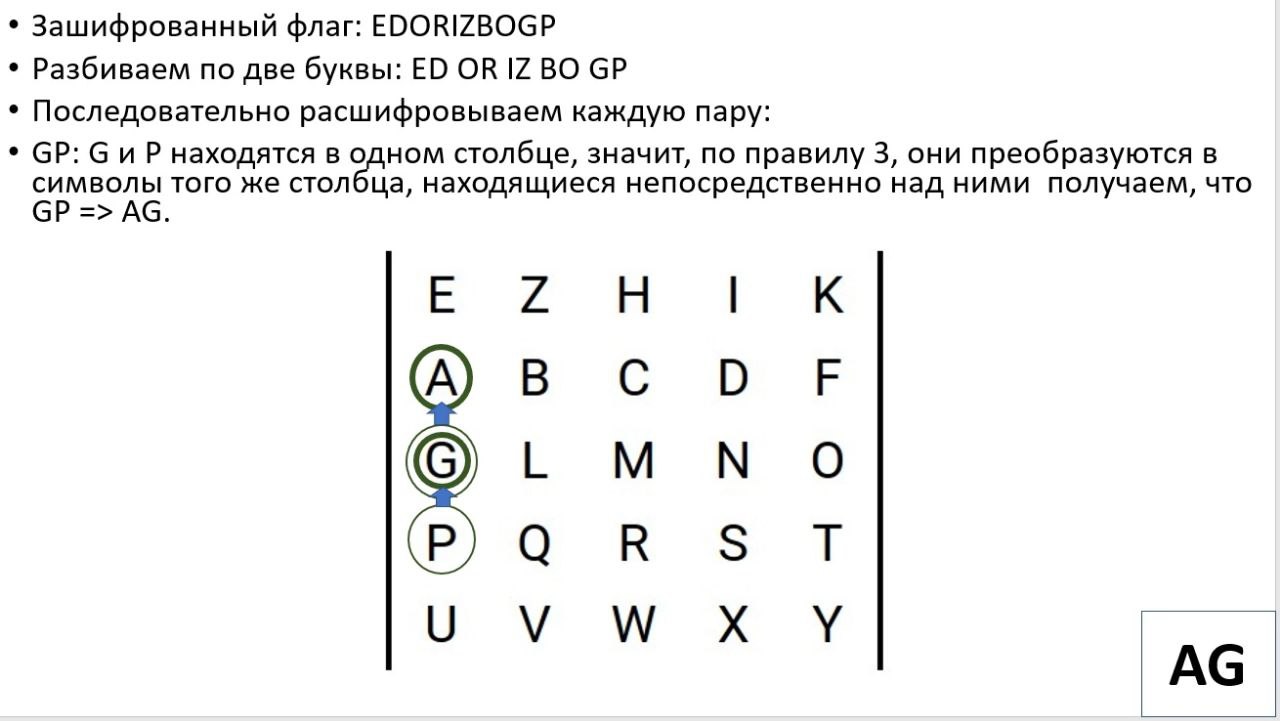 • Зашифрованный флаг: EDORIZBOGP
• Разбиваем по две буквы: ED OR IZ BO GP
• Последовательно расшифровываем каждую пару:
• GP: G и P находятся в одном столбце, значит, по правилу 3, они преобразуются в
символы того же столбца, находящиеся непосредственно над ними получаем, что
GP => AG.
E Z H I K
A B C D F
G L M N O
P Q R S T
U V W X Y
AG